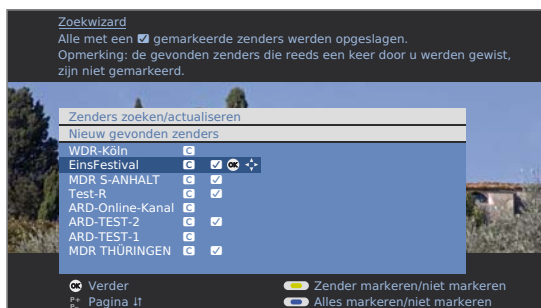 Zoekwizard
Alle met een ☑ gemarkeerde zenders werden opgeslagen.
Opmerking: de gevonden zenders die reeds een keer door u werden gewist,
zijn niet gemarkeerd.
Zenders zoeken/actualiseren
Nieuw gevonden zenders
WDR-Köln C
EinsFestival C ☑ OK
MDR S-ANHALT C ☑
Test-R C ☑
ARD-Online-Kanal C
ARD-TEST-2 C ☑
ARD-TEST-1 C
MDR THÜRINGEN C ☑
OK Verder
Zender markeren/niet markeren
P+ P- Pagina ↓↑
Alles markeren/niet markeren